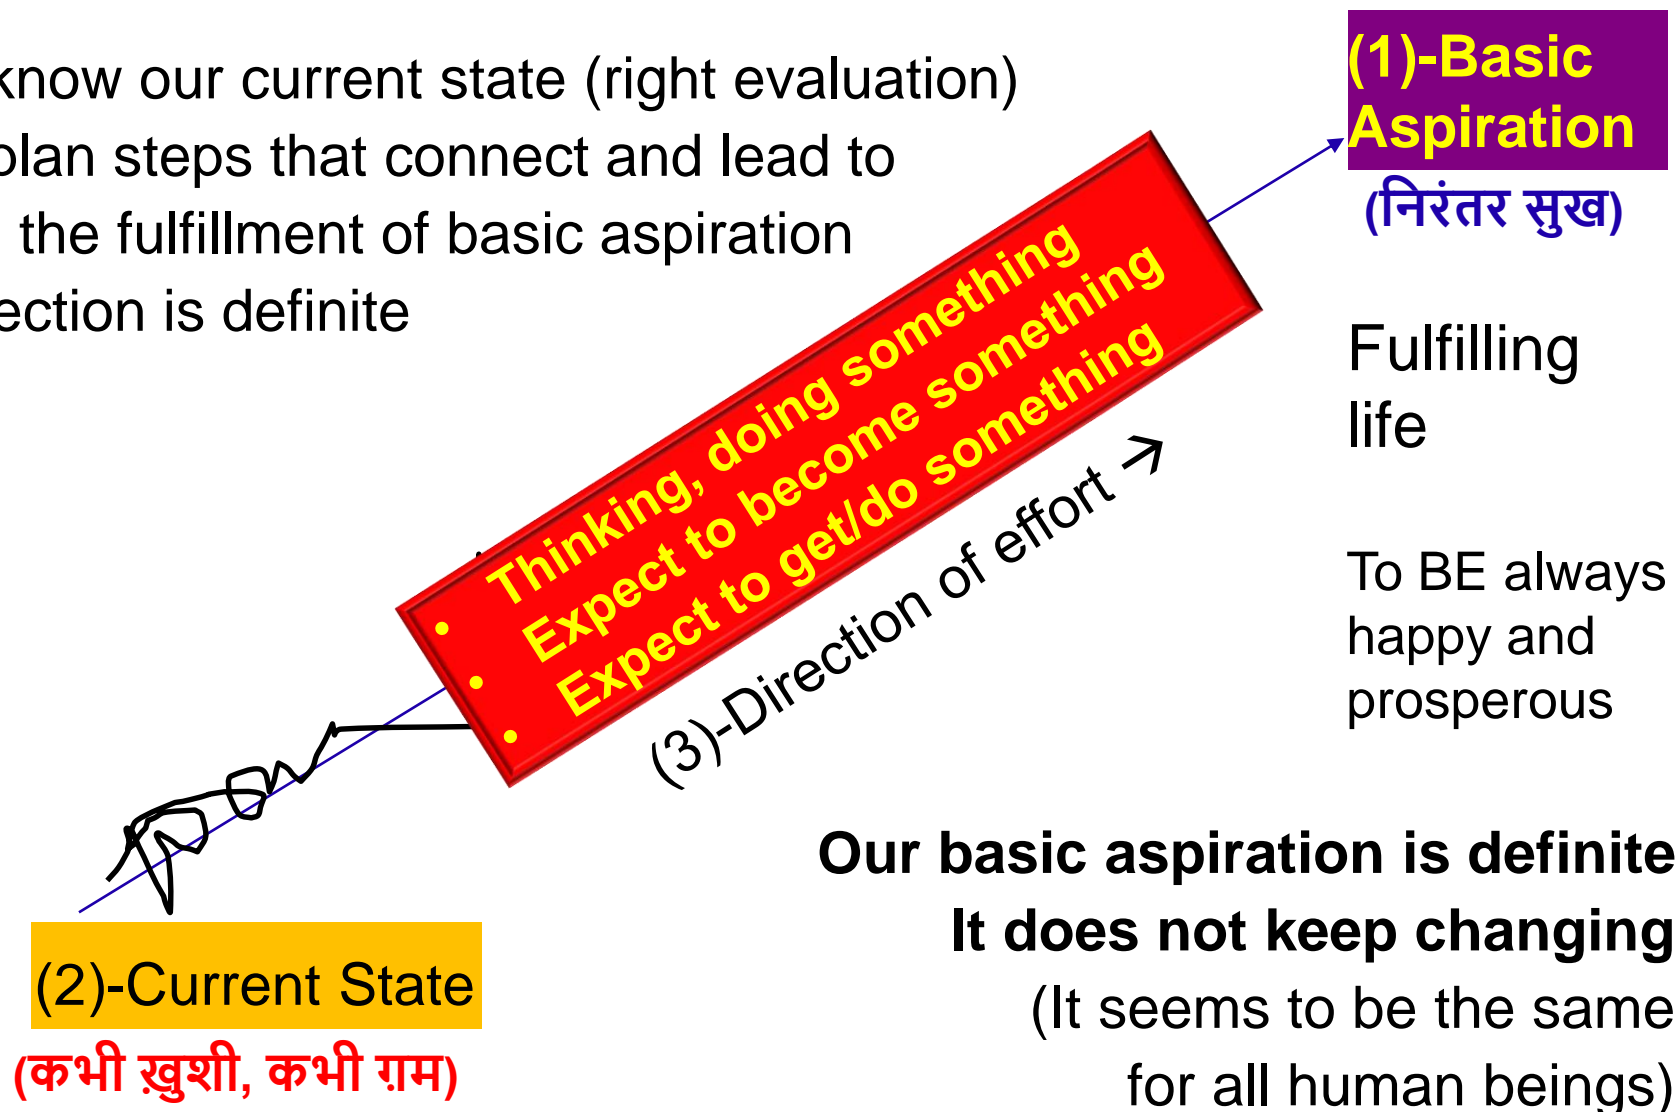 know our current state (right evaluation)
plan steps that connect and lead to
the fulfillment of basic aspiration
ection is definite
(1)-Basic
Aspiration
(निरंतर सुख)
Fulfilling
life
To BE always
happy and
prosperous
• Thinking, doing something
• Expect to become something
• Expect to get/do something
(3)-Direction of effort →
Our basic aspiration is definite
It does not keep changing
(It seems to be the same
for all human beings)
(2)-Current State
(कभी ख़ुशी, कभी ग़म)